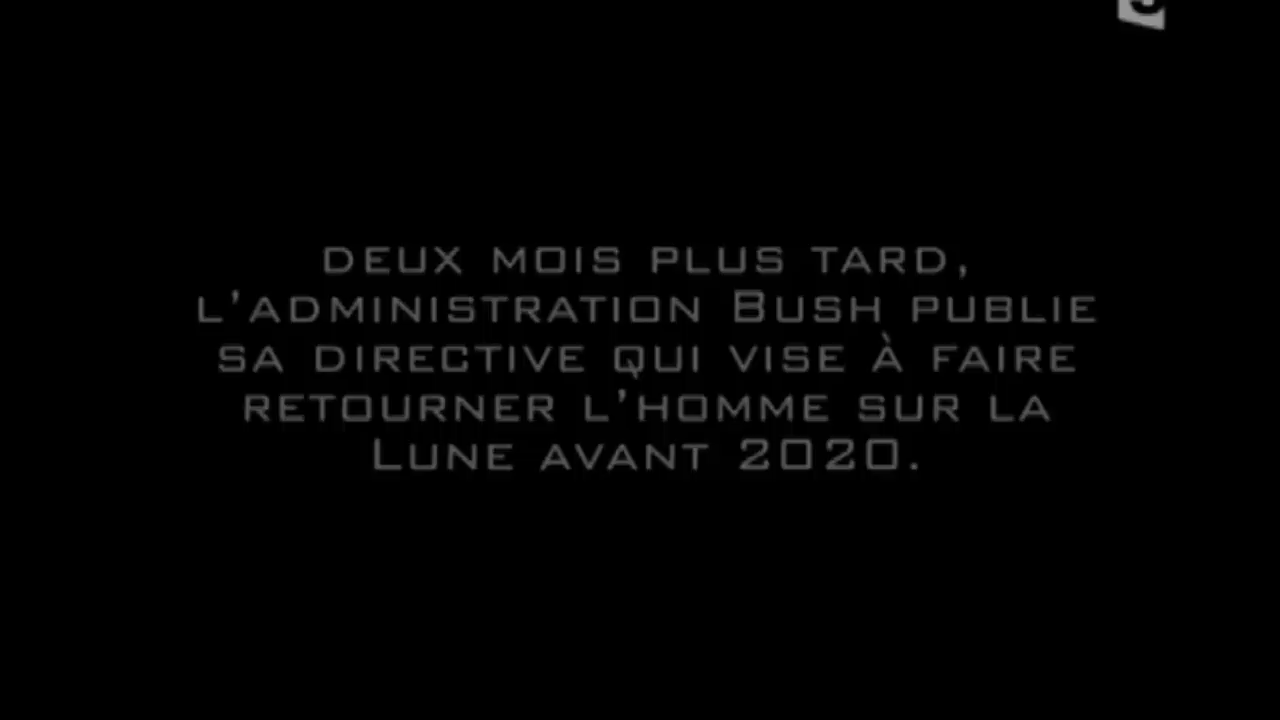 DEUX MOIS PLUS TARD,
L'ADMINISTRATION BUSH PUBLIE
SA DIRECTIVE QUI VISE À FAIRE
RETOURNER L'HOMME SUR LA
LUNE AVANT 2020.